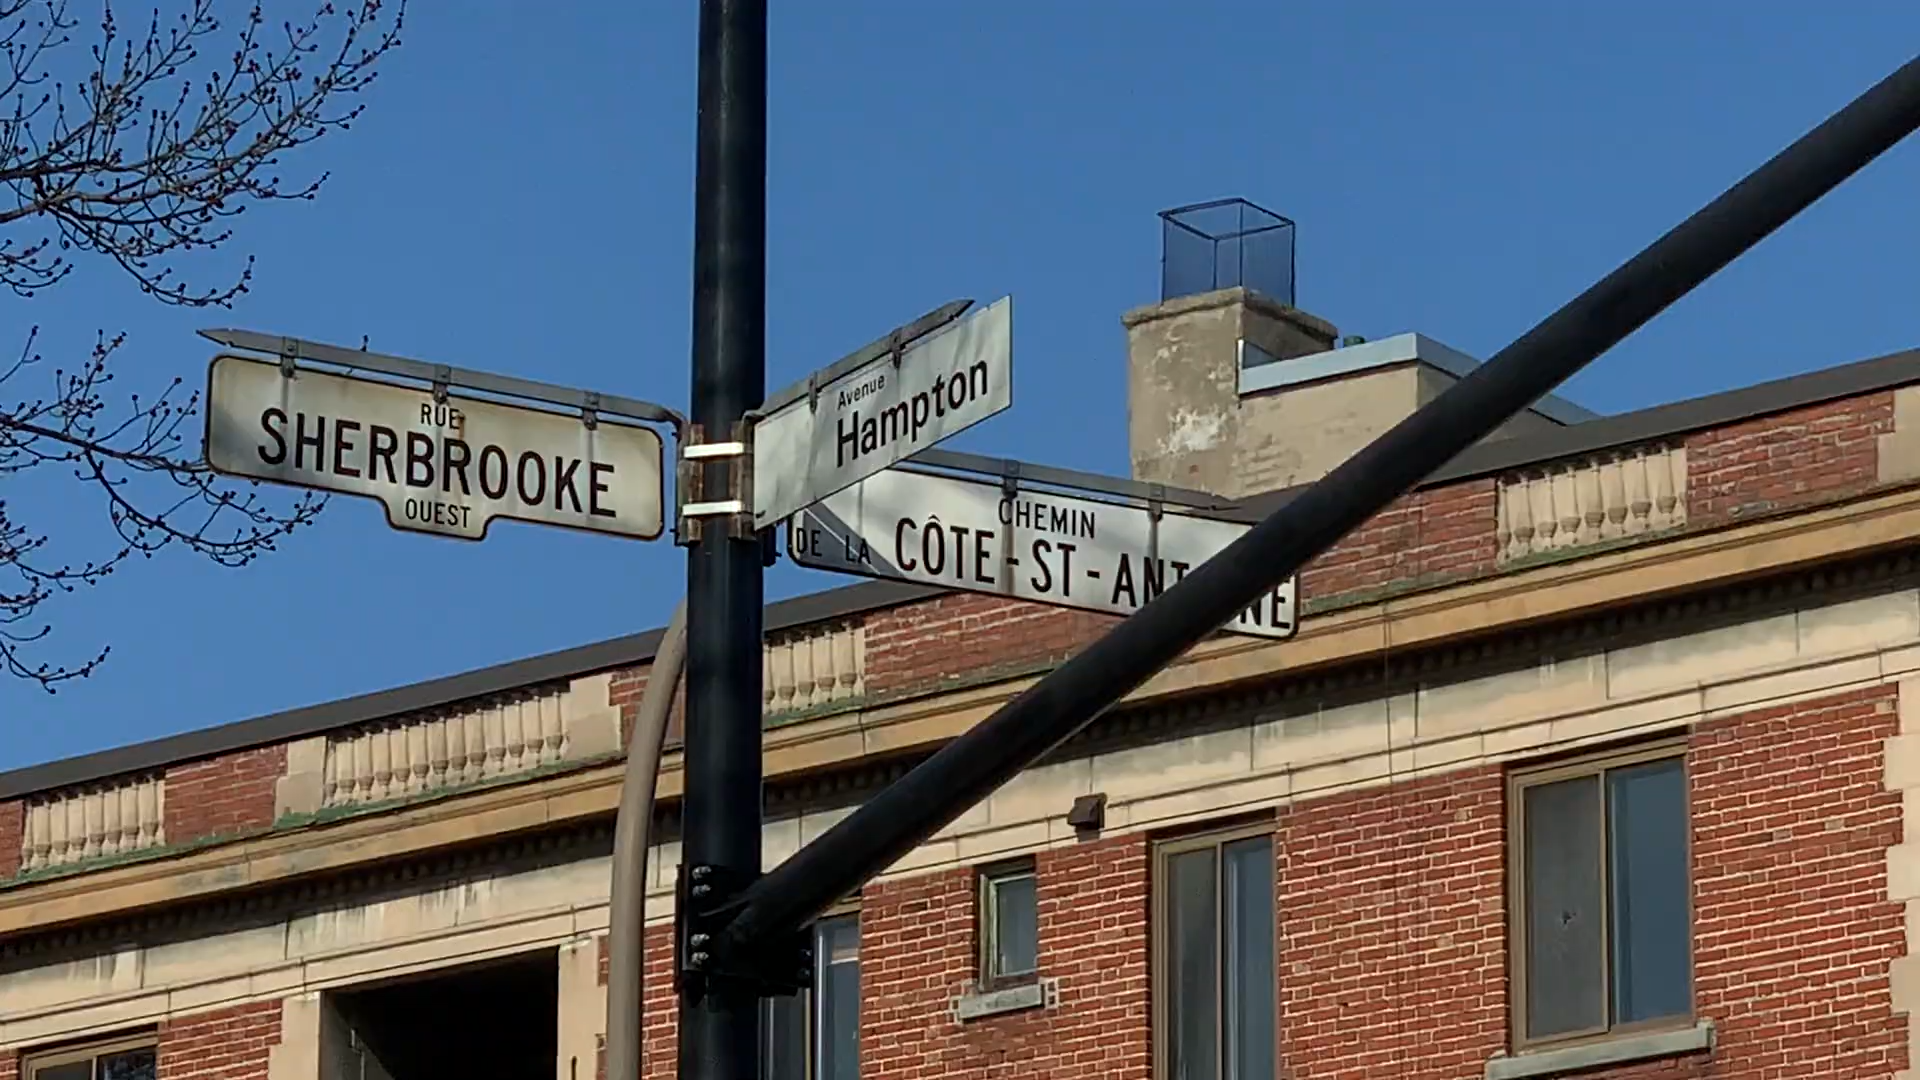 RUE
SHERBROOKE
OUEST
Avenue
Hampton
CHEMIN
DE LA CÔTE-ST-ANT NE